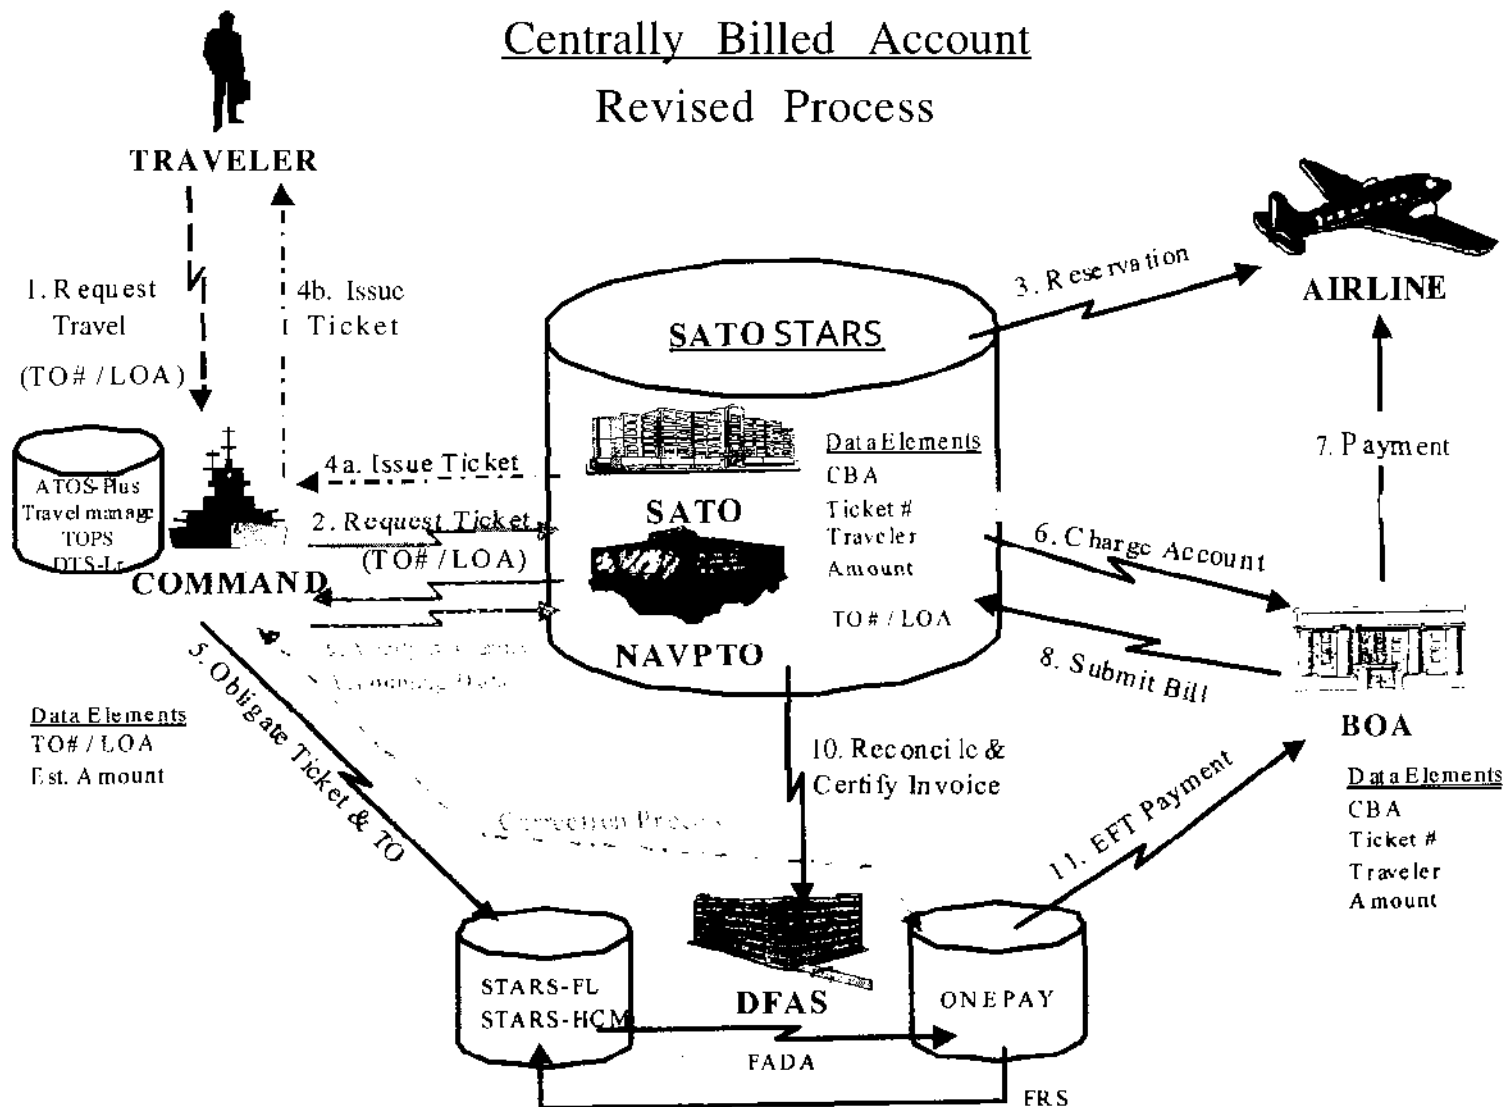 Centrally Billed Account
Revised Process
TRAVELER
1. Request
Travel
(TO# / LOA)
4b. Issue
Ticket
3. Reservation
AIRLINE
SATO STARS
ATOS-Plus
Travel manage
TOPS
COMMAND
4a. Issue Ticket
2. Request Ticket
(TO# / LOA)
SATO
NAVPTO
Data Elements
CBA
Ticket #
Traveler
Amount
TO# / LOA
7. Payment
6. Charge Account
8. Submit Bill
BOA
Data Elements
CBA
Ticket #
Traveler
Amount
5. Obligate Ticket & TO
Data Elements
TO# / LOA
Est. Amount
10. Reconcile &
Certify Invoice
11. EFT Payment
Correction Process
STARS-FL
STARS-HCM
DFAS
ONEPAY
FADA
FRS